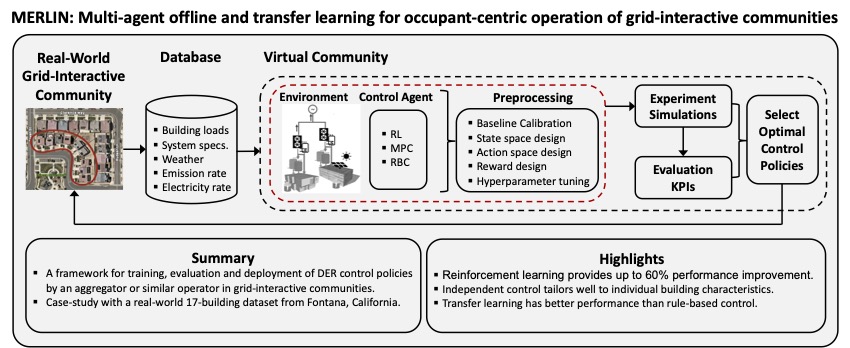 MERLIN: Multi-agent offline and transfer learning for occupant-centric operation of grid-interactive communities
Real-World
Grid-Interactive
Community
Database
▪ Building loads
▪ System specs.
▪ Weather
▪ Emission rate
▪ Electricity rate
Virtual Community
Environment
Control Agent
▪ RL
▪ MPC
▪ RBC
Preprocessing
▪ Baseline Calibration
▪ State space design
▪ Action space design
▪ Reward design
▪ Hyperparameter tuning
Experiment
Simulations
Evaluation
KPIs
Select
Optimal
Control
Policies
Summary
▪ A framework for training, evaluation and deployment of DER control policies
by an aggregator or similar operator in grid-interactive communities.
▪ Case-study with a real-world 17-building dataset from Fontana, California.
Highlights
▪ Reinforcement learning provides up to 60% performance improvement.
▪ Independent control tailors well to individual building characteristics.
▪ Transfer learning has better performance than rule-based control.